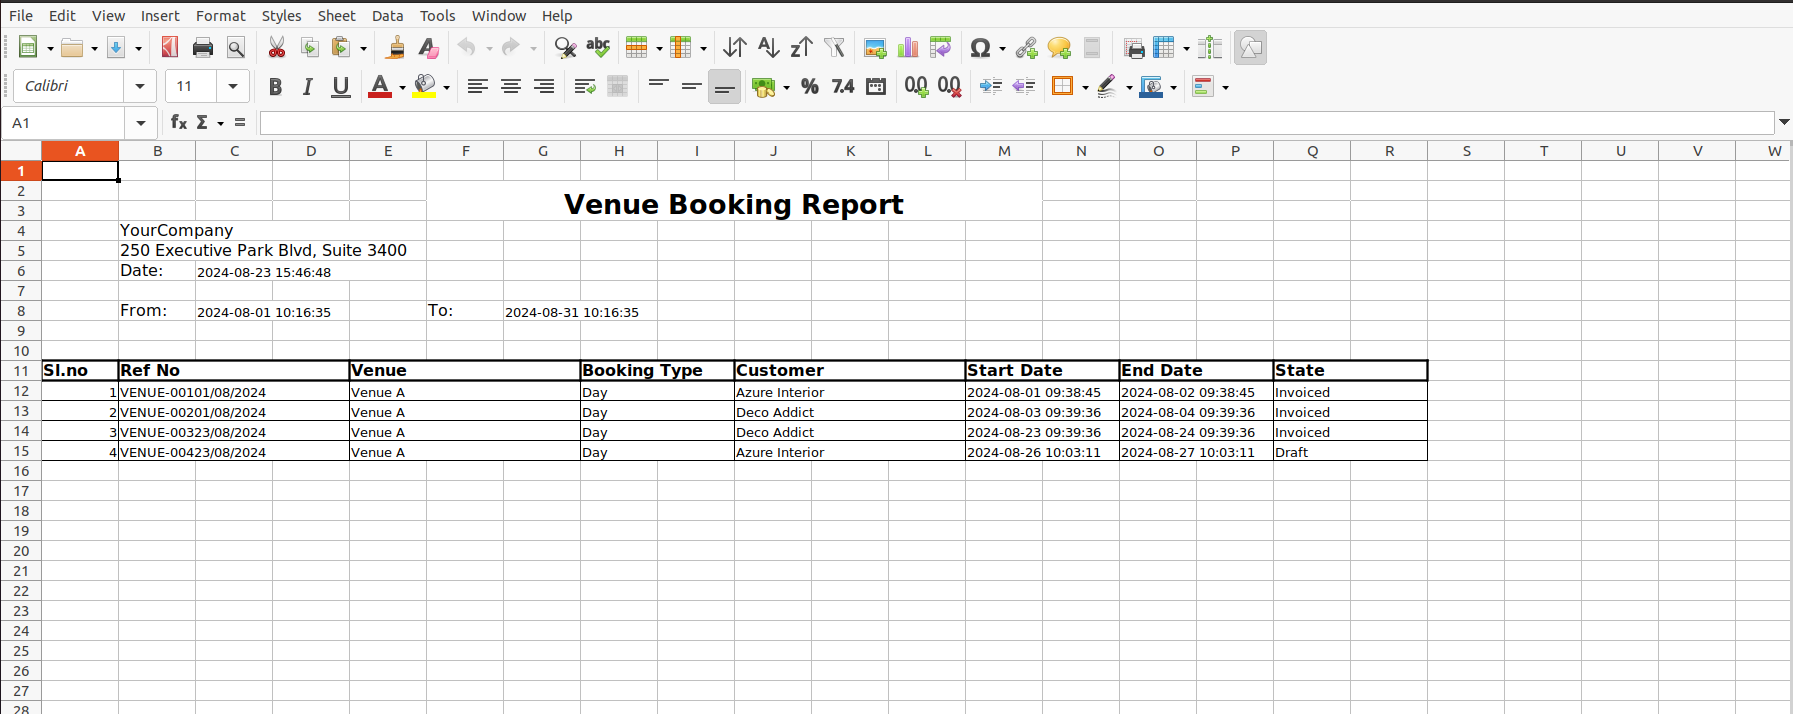 File Edit View Insert Format Styles Sheet Data Tools Window Help
abc Ω
Calibri 11 B I U A % 7.4 0.0 0.0
A1 fx Σ =
A B C D E F G H I J K L M N O P Q R S T U V W
1
2
3 Venue Booking Report
4 YourCompany
5 250 Executive Park Blvd, Suite 3400
6 Date: 2024-08-23 15:46:48
7
8 From: 2024-08-01 10:16:35 To: 2024-08-31 10:16:35
9
10
11 Sl.no Ref No Venue Booking Type Customer Start Date End Date State
12 1 VENUE-00101/08/2024 Venue A Day Azure Interior 2024-08-01 09:38:45 2024-08-02 09:38:45 Invoiced
13 2 VENUE-00201/08/2024 Venue A Day Deco Addict 2024-08-03 09:39:36 2024-08-04 09:39:36 Invoiced
14 3 VENUE-00323/08/2024 Venue A Day Deco Addict 2024-08-23 09:39:36 2024-08-24 09:39:36 Invoiced
15 4 VENUE-00423/08/2024 Venue A Day Azure Interior 2024-08-26 10:03:11 2024-08-27 10:03:11 Draft
16
17
18
19
20
21
22
23
24
25
26
27
28